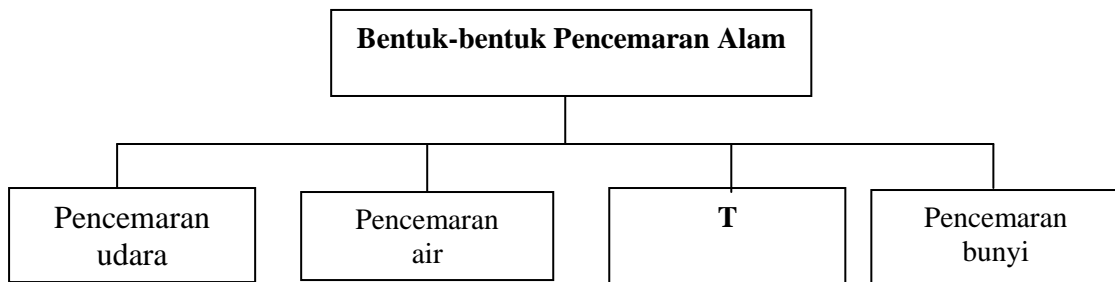 Bentuk-bentuk Pencemaran Alam
Pencemaran
udara
Pencemaran
air
T
Pencemaran
bunyi